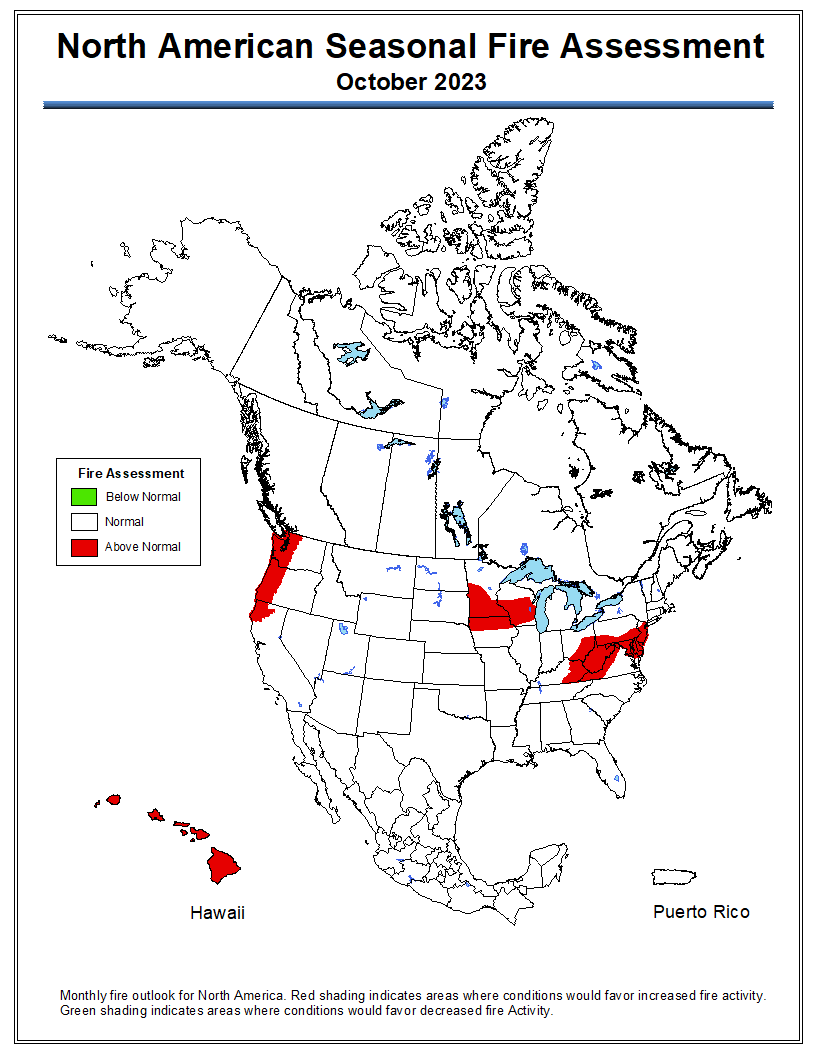 North American Seasonal Fire Assessment
October 2023
Fire Assessment
Below Normal
Normal
Above Normal
Hawaii
Puerto Rico
Monthly fire outlook for North America. Red shading indicates areas where conditions would favor increased fire activity.
Green shading indicates areas where conditions would favor decreased fire Activity.